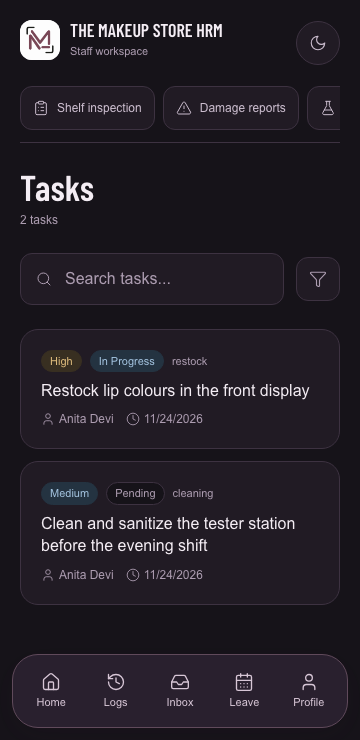 THE MAKEUP STORE HRM
Staff workspace
Shelf inspection
Damage reports
Tasks
2 tasks
Search tasks...
High
In Progress
restock
Restock lip colours in the front display
Anita Devi
11/24/2026
Medium
Pending
cleaning
Clean and sanitize the tester station
before the evening shift
Anita Devi
11/24/2026
Home
Logs
Inbox
Leave
Profile